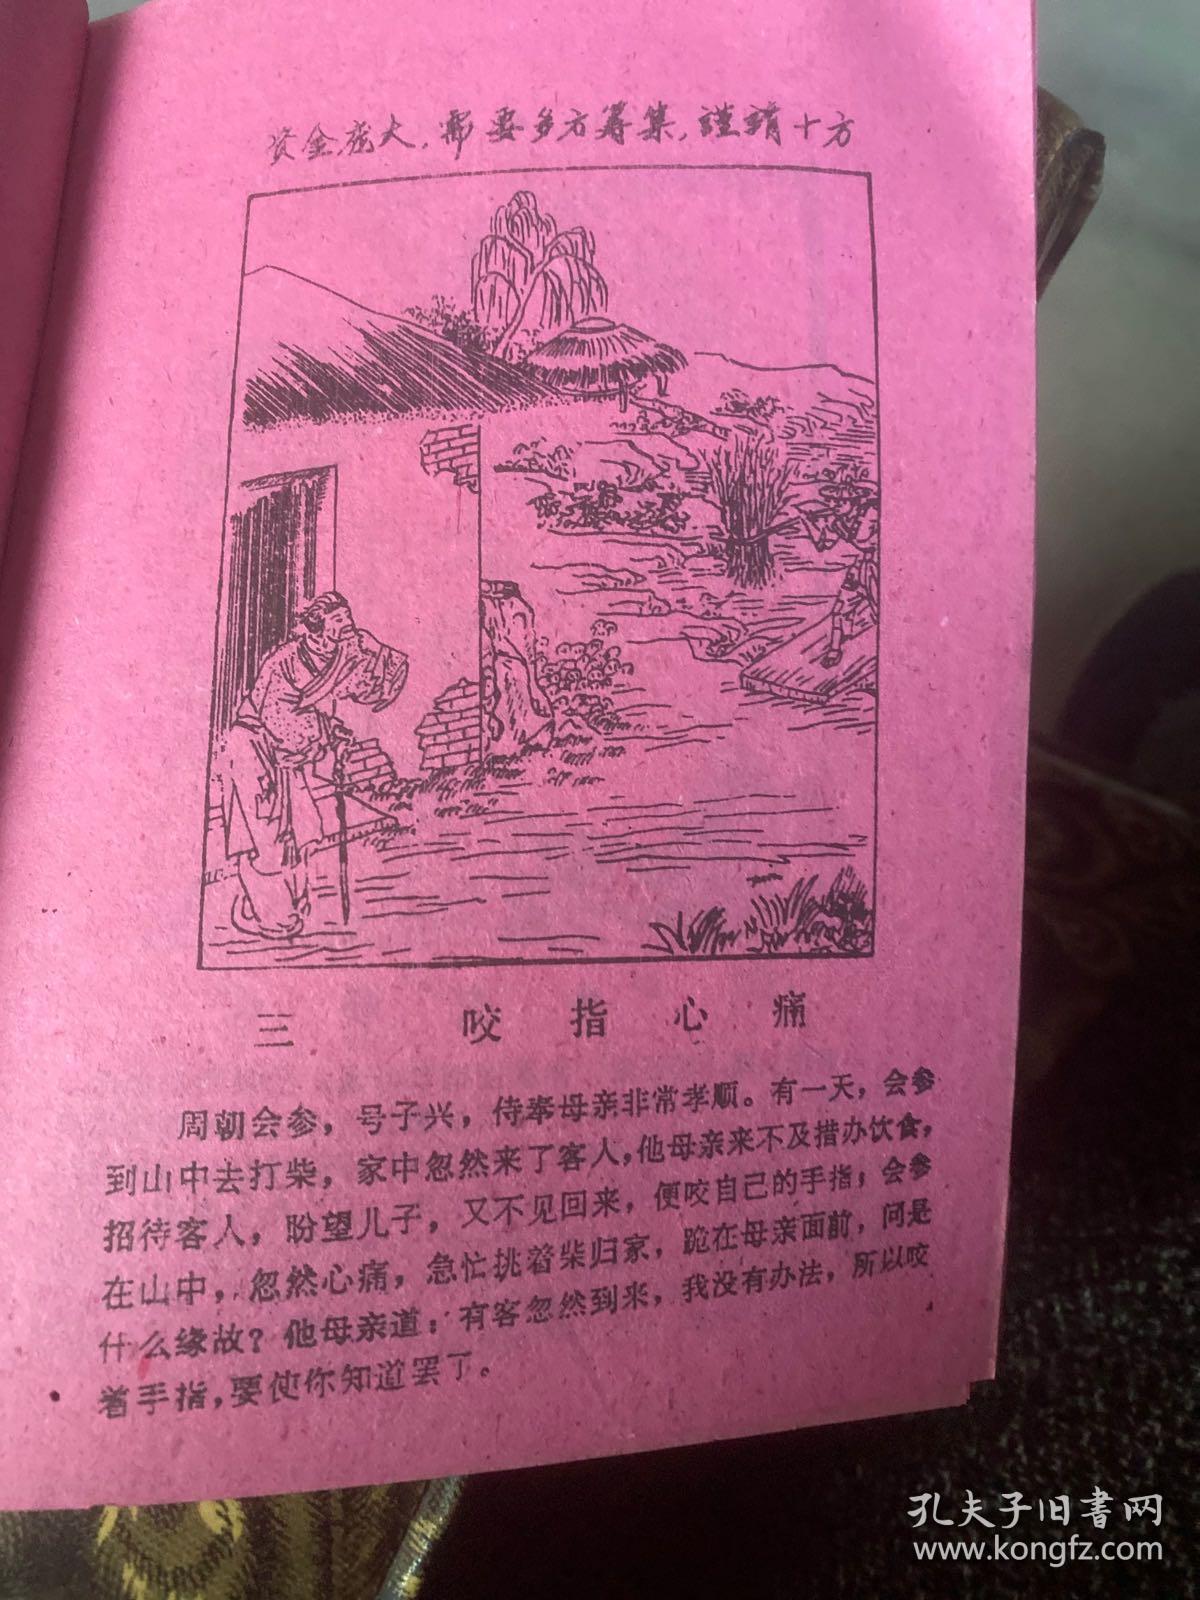 资金庞大，需要多方筹集，謹請十方
三 咬指心痛
周朝会参，号子兴，侍奉母亲非常孝顺。有一天，会参
到山中去打柴，家中忽然来了客人，他母亲来不及措办饮食，
招待客人，盼望儿子，又不见回来，便咬自己的手指；会参
在山中，忽然心痛，急忙挑着柴归家，跪在母亲面前，问是
什么缘故？他母亲道：有客忽然到来，我没有办法，所以咬
着手指，要使你知道罢了。
孔夫子旧書网
www.kongfz.com